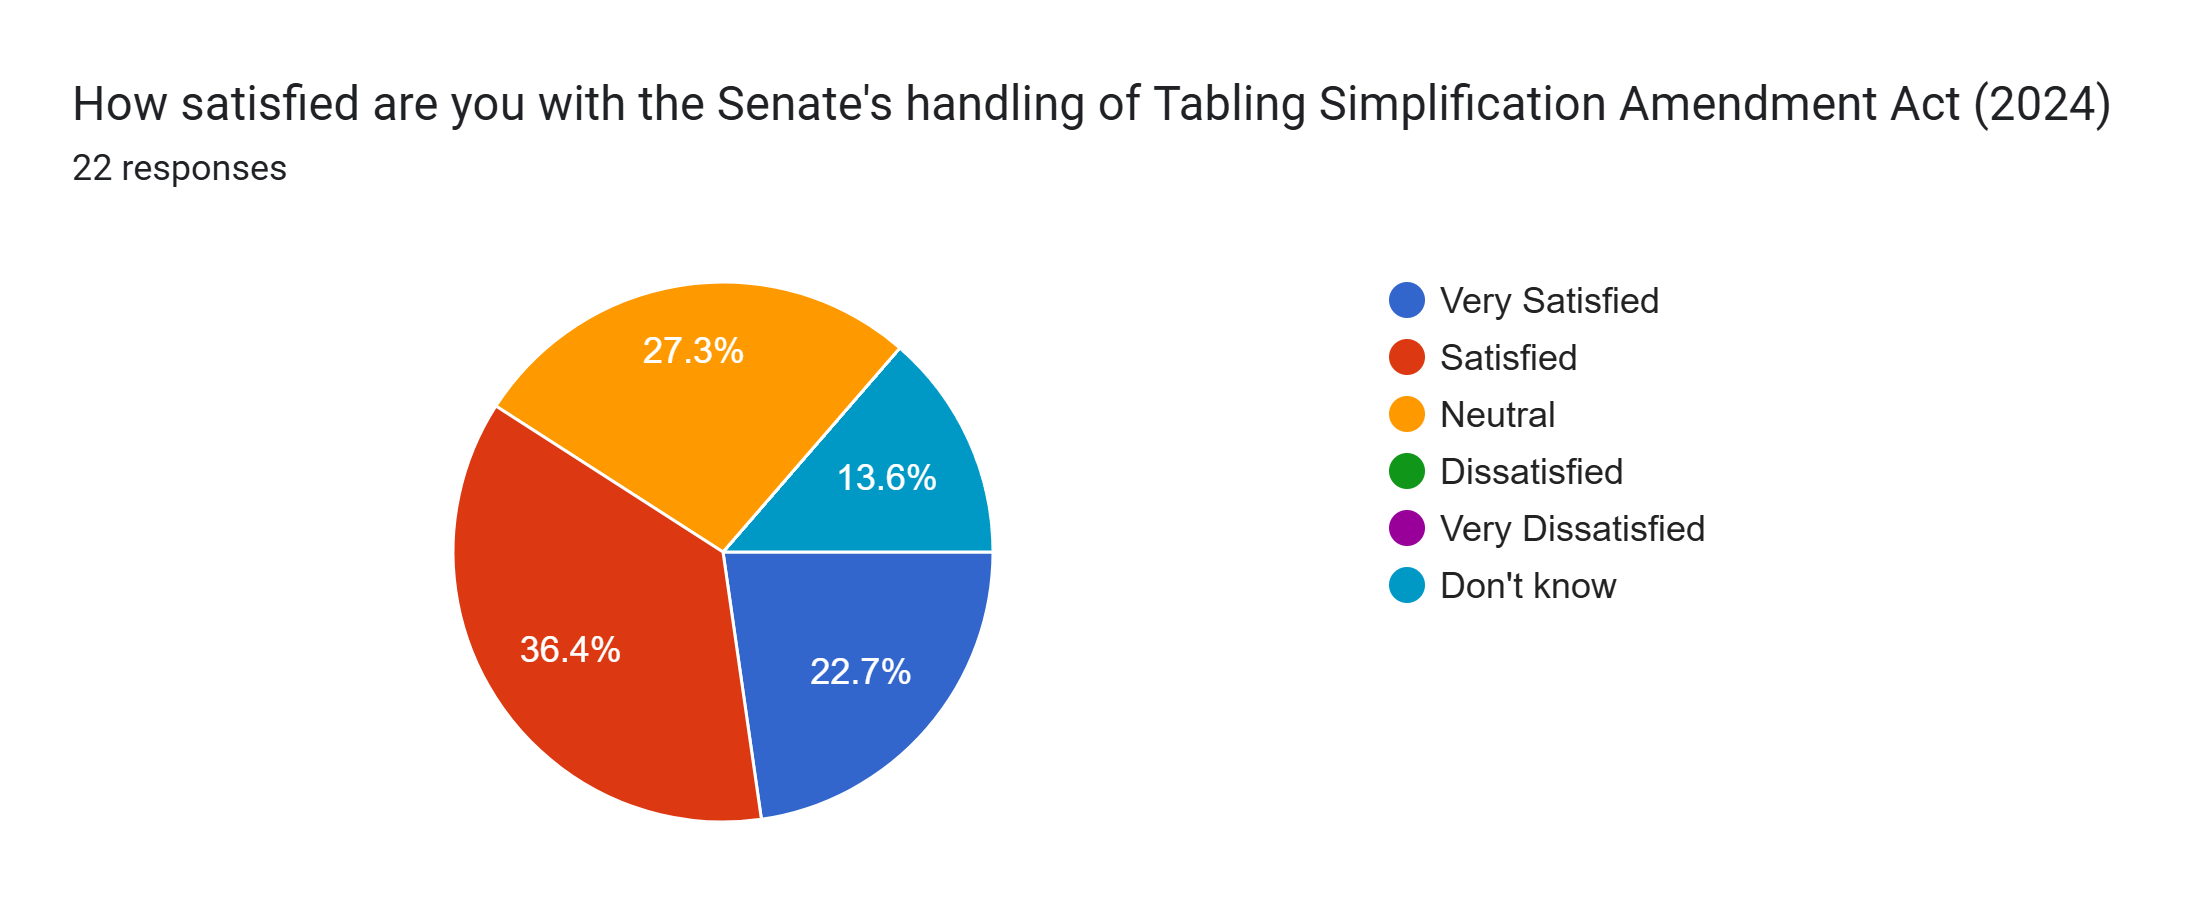 How satisfied are you with the Senate's handling of Tabling Simplification Amendment Act (2024)
22 responses
27.3%
13.6%
36.4%
22.7%
Very Satisfied
Satisfied
Neutral
Dissatisfied
Very Dissatisfied
Don't know